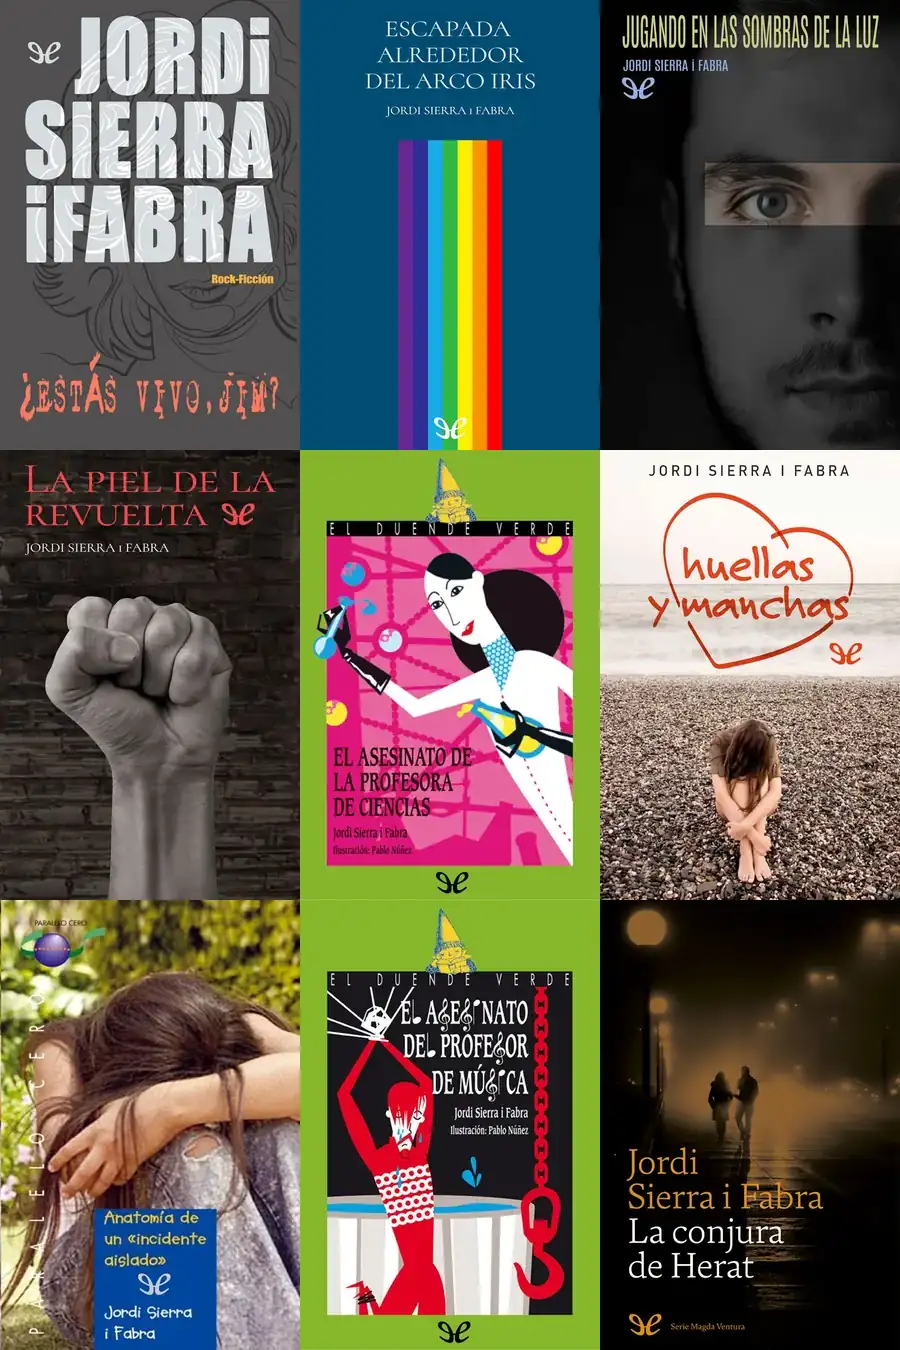 JORDi
SiERRA
iFABRA
Rock-Ficción
¿ESTÁS VIVO, JIM?
ESCAPADA
ALREDEDOR
DEL ARCO IRIS
JORDI SIERRA i FABRA
JUGANDO EN LAS SOMBRAS DE LA LUZ
JORDI SIERRA i FABRA
LA PIEL DE LA
REVUELTA
JORDI SIERRA i FABRA
EL DUENDE VERDE
EL ASESINATO DE
LA PROFESORA
DE CIENCIAS
Jordi Sierra i Fabra
Ilustración: Pablo Núñez
JORDI SIERRA I FABRA
huellas
y manchas
PARALELO CERO
PARALELO CERO
Anatomía de
un «incidente
aislado»
Jordi Sierra
i Fabra
EL DUENDE VERDE
EL ASESINATO
DEL PROFESOR
DE MÚSICA
Jordi Sierra i Fabra
Ilustración: Pablo Núñez
Jordi
Sierra i Fabra
La conjura
de Herat
Serie Magda Ventura